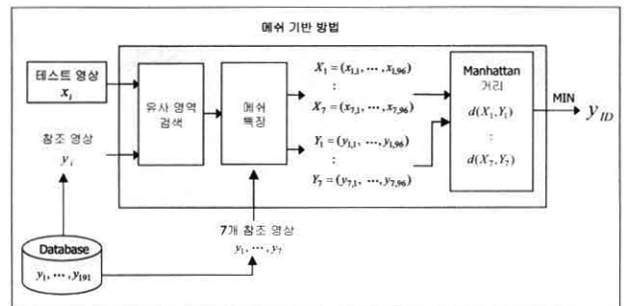 메쉬 기반 방법
테스트 영상
x_i
참조 영상
y_i
Database
y_1, ⋯, y_191
유사 영역
검색
메쉬
특장
7개 참조 영상
y_1, ⋯, y_7
X_1 = (x_1,1, ⋯, x_1,96)
:
X_7 = (x_7,1, ⋯, x_7,96)
Y_1 = (y_1,1, ⋯, y_1,96)
:
Y_7 = (y_7,1, ⋯, y_7,96)
Manhattan
거리
d(X_1, Y_1)
:
d(X_7, Y_7)
MIN
y_ID